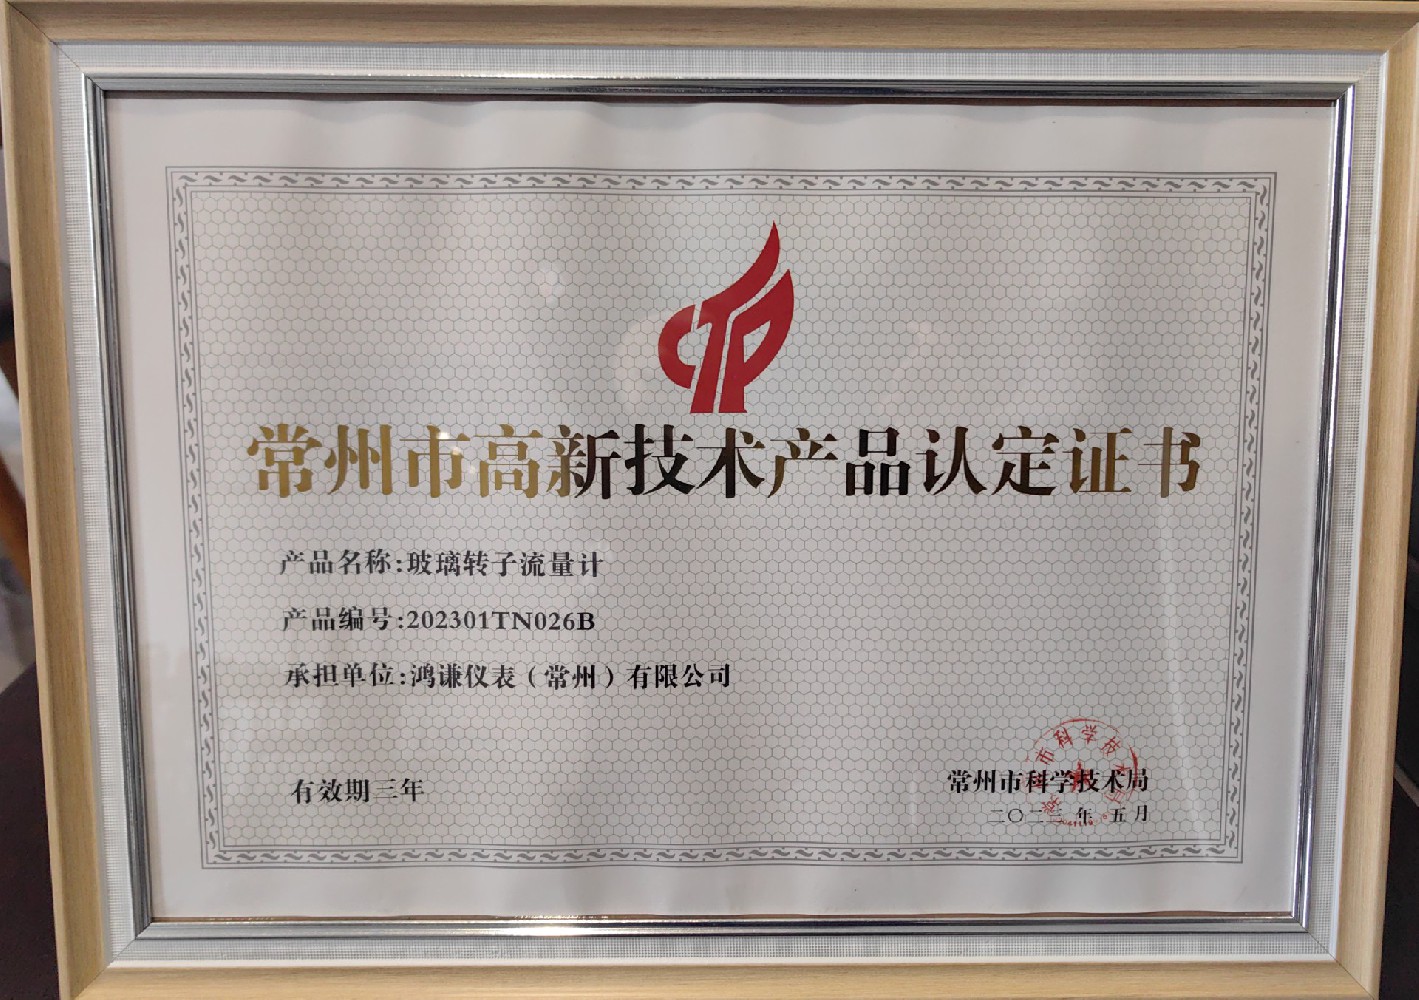 常州市高新技术产品认定证书
产品名称:玻璃转子流量计
产品编号:202301TN026B
承担单位:鸿谦仪表（常州）有限公司
有效期三年
常州市科学技术局
二〇二三年五月